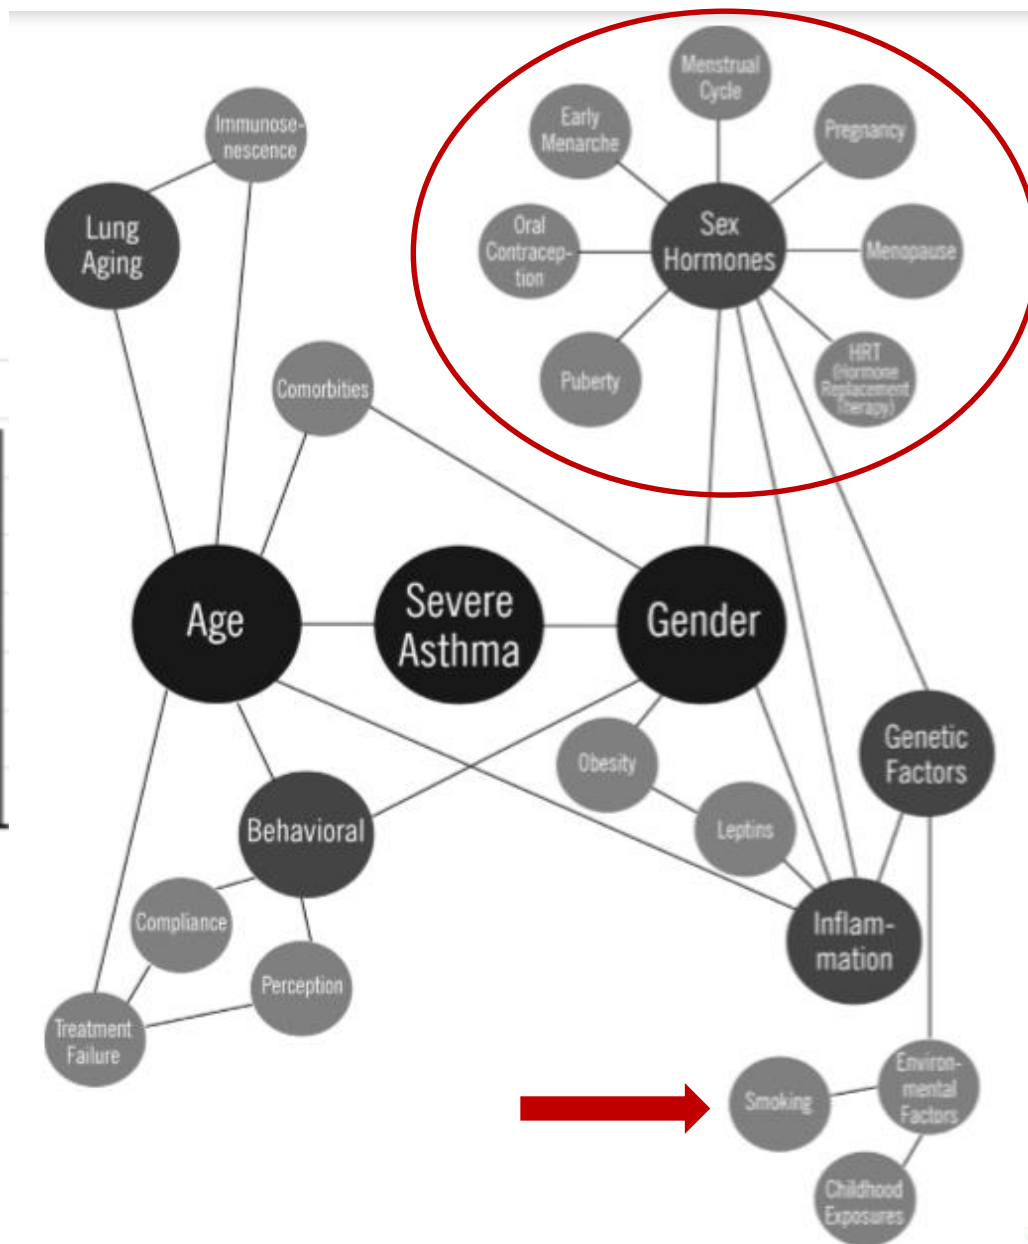 Menstrual
Cycle
Early
Menarche
Pregnancy
Immunose-
nescence
Sex
Hormones
Oral
Contracep-
tion
Menopause
Lung
Aging
Puberty
HRT
(Hormone
Replacement
Therapy)
Comorbities
Age
Severe
Asthma
Gender
Genetic
Factors
Obesity
Behavioral
Leptins
Compliance
Inflam-
mation
Perception
Treatment
Failure
Environ-
mental
Factors
Smoking
Childhood
Exposures